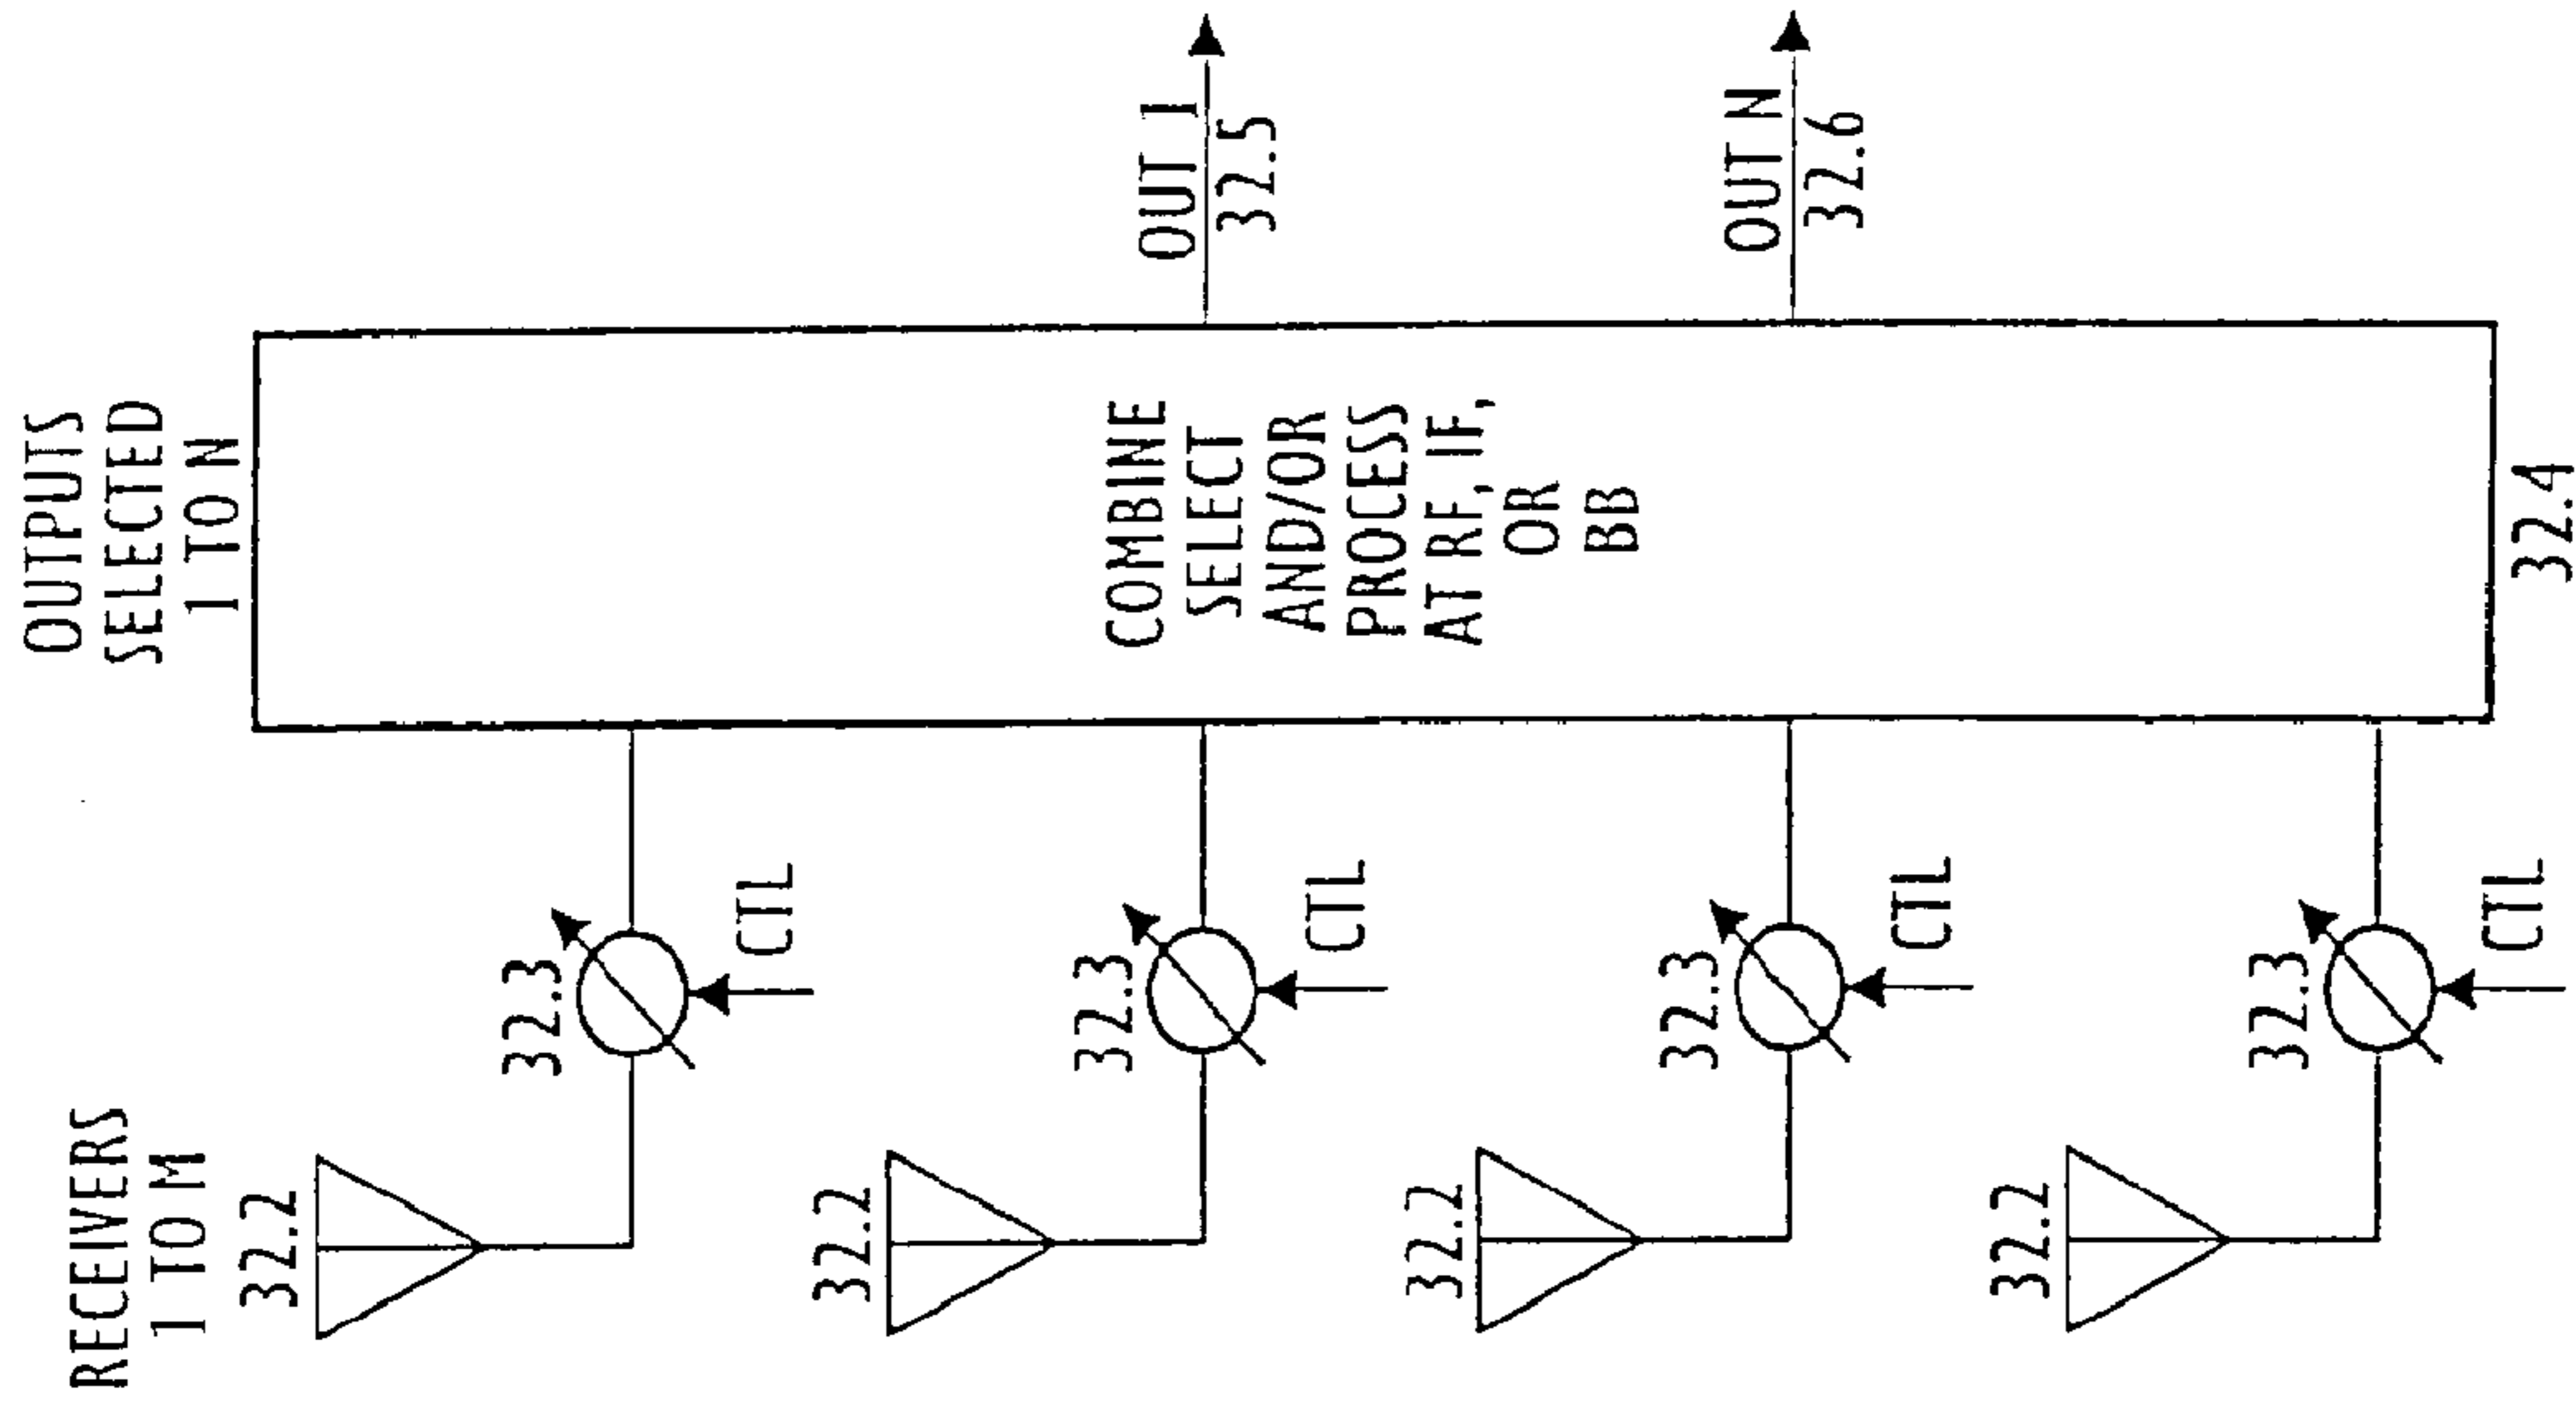 RECEIVERS
1 TO M
32.2
32.3
CTL
OUTPUTS
SELECTED
1 TO N
32.2
32.3
CTL
COMBINE
SELECT
AND/OR
PROCESS
AT RF, IF,
OR
BB
OUT 1
32.5
32.2
32.3
CTL
OUT N
32.6
32.2
32.3
CTL
32.4